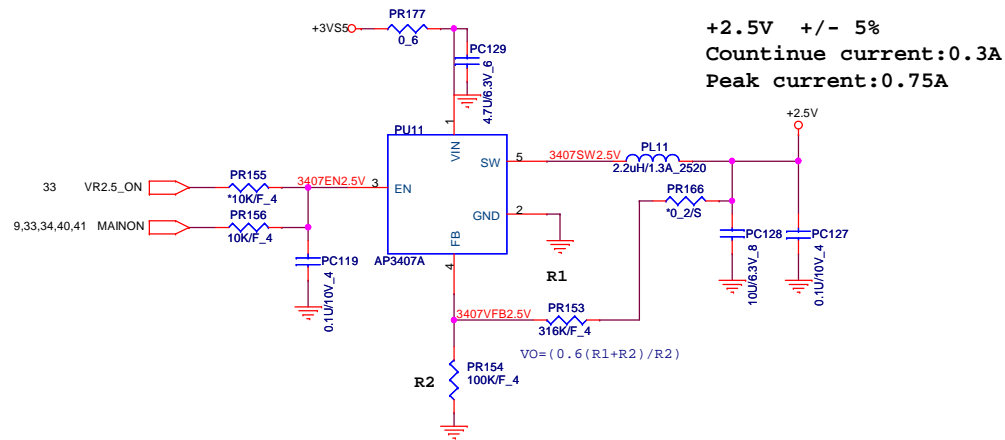 PR177
+3VS5
0_6
PC129
4.7U/6.3V_6
+2.5V +/- 5%
Countinue current:0.3A
Peak current:0.75A
+2.5V
1
PU11
VIN
SW
5
3407SW2.5V
PL11
2.2uH/1.3A_2520
33
VR2.5_ON
PR155
*10K/F_4
3407EN2.5V
3
EN
PR166
*0_2/S
9,33,34,40,41
MAINON
PR156
10K/F_4
GND
2
FB
PC128
10U/6.3V_8
PC127
0.1U/10V_4
PC119
0.1U/10V_4
AP3407A
4
R1
3407VFB2.5V
PR153
316K/F_4
VO=(0.6(R1+R2)/R2)
R2
PR154
100K/F_4